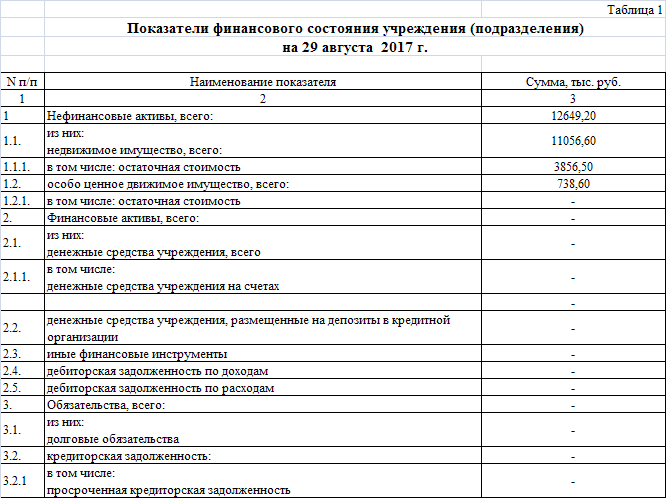 Таблица 1
Показатели финансового состояния учреждения (подразделения)
на 29 августа 2017 г.
N п/п Наименование показателя Сумма, тыс. руб.
1 2 3
1 Нефинансовые активы, всего: 12649,20
из них:
1.1. недвижимое имущество, всего: 11056,60
1.1.1. в том числе: остаточная стоимость 3856,50
1.2. особо ценное движимое имущество, всего: 738,60
1.2.1. в том числе: остаточная стоимость -
2. Финансовые активы, всего: -
из них:
2.1. денежные средства учреждения, всего -
в том числе:
2.1.1. денежные средства учреждения на счетах -
-
2.2. денежные средства учреждения, размещенные на депозиты в кредитной -
организации
2.3. иные финансовые инструменты -
2.4. дебиторская задолженность по доходам -
2.5. дебиторская задолженность по расходам -
3. Обязательства, всего: -
из них:
3.1. долговые обязательства -
3.2. кредиторская задолженность: -
в том числе:
3.2.1 просроченная кредиторская задолженность -